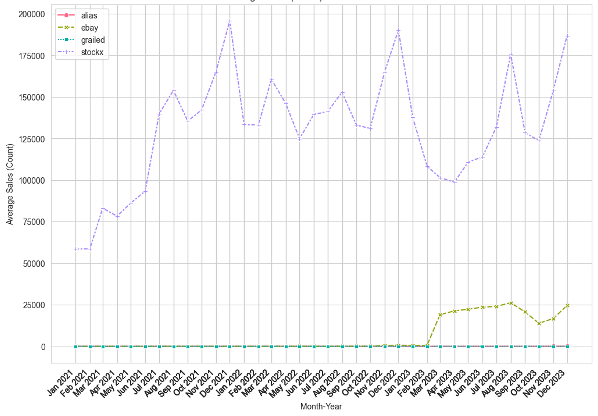 alias
ebay
grailed
stockx
200000
175000
150000
125000
100000
75000
50000
25000
0
Average Sales (Count)
Jan 2021
Feb 2021
Mar 2021
Apr 2021
May 2021
Jun 2021
Jul 2021
Aug 2021
Sep 2021
Oct 2021
Nov 2021
Dec 2021
Jan 2022
Feb 2022
Mar 2022
Apr 2022
May 2022
Jun 2022
Jul 2022
Aug 2022
Sep 2022
Oct 2022
Nov 2022
Dec 2022
Jan 2023
Feb 2023
Mar 2023
Apr 2023
May 2023
Jun 2023
Jul 2023
Aug 2023
Sep 2023
Oct 2023
Nov 2023
Dec 2023
Month-Year